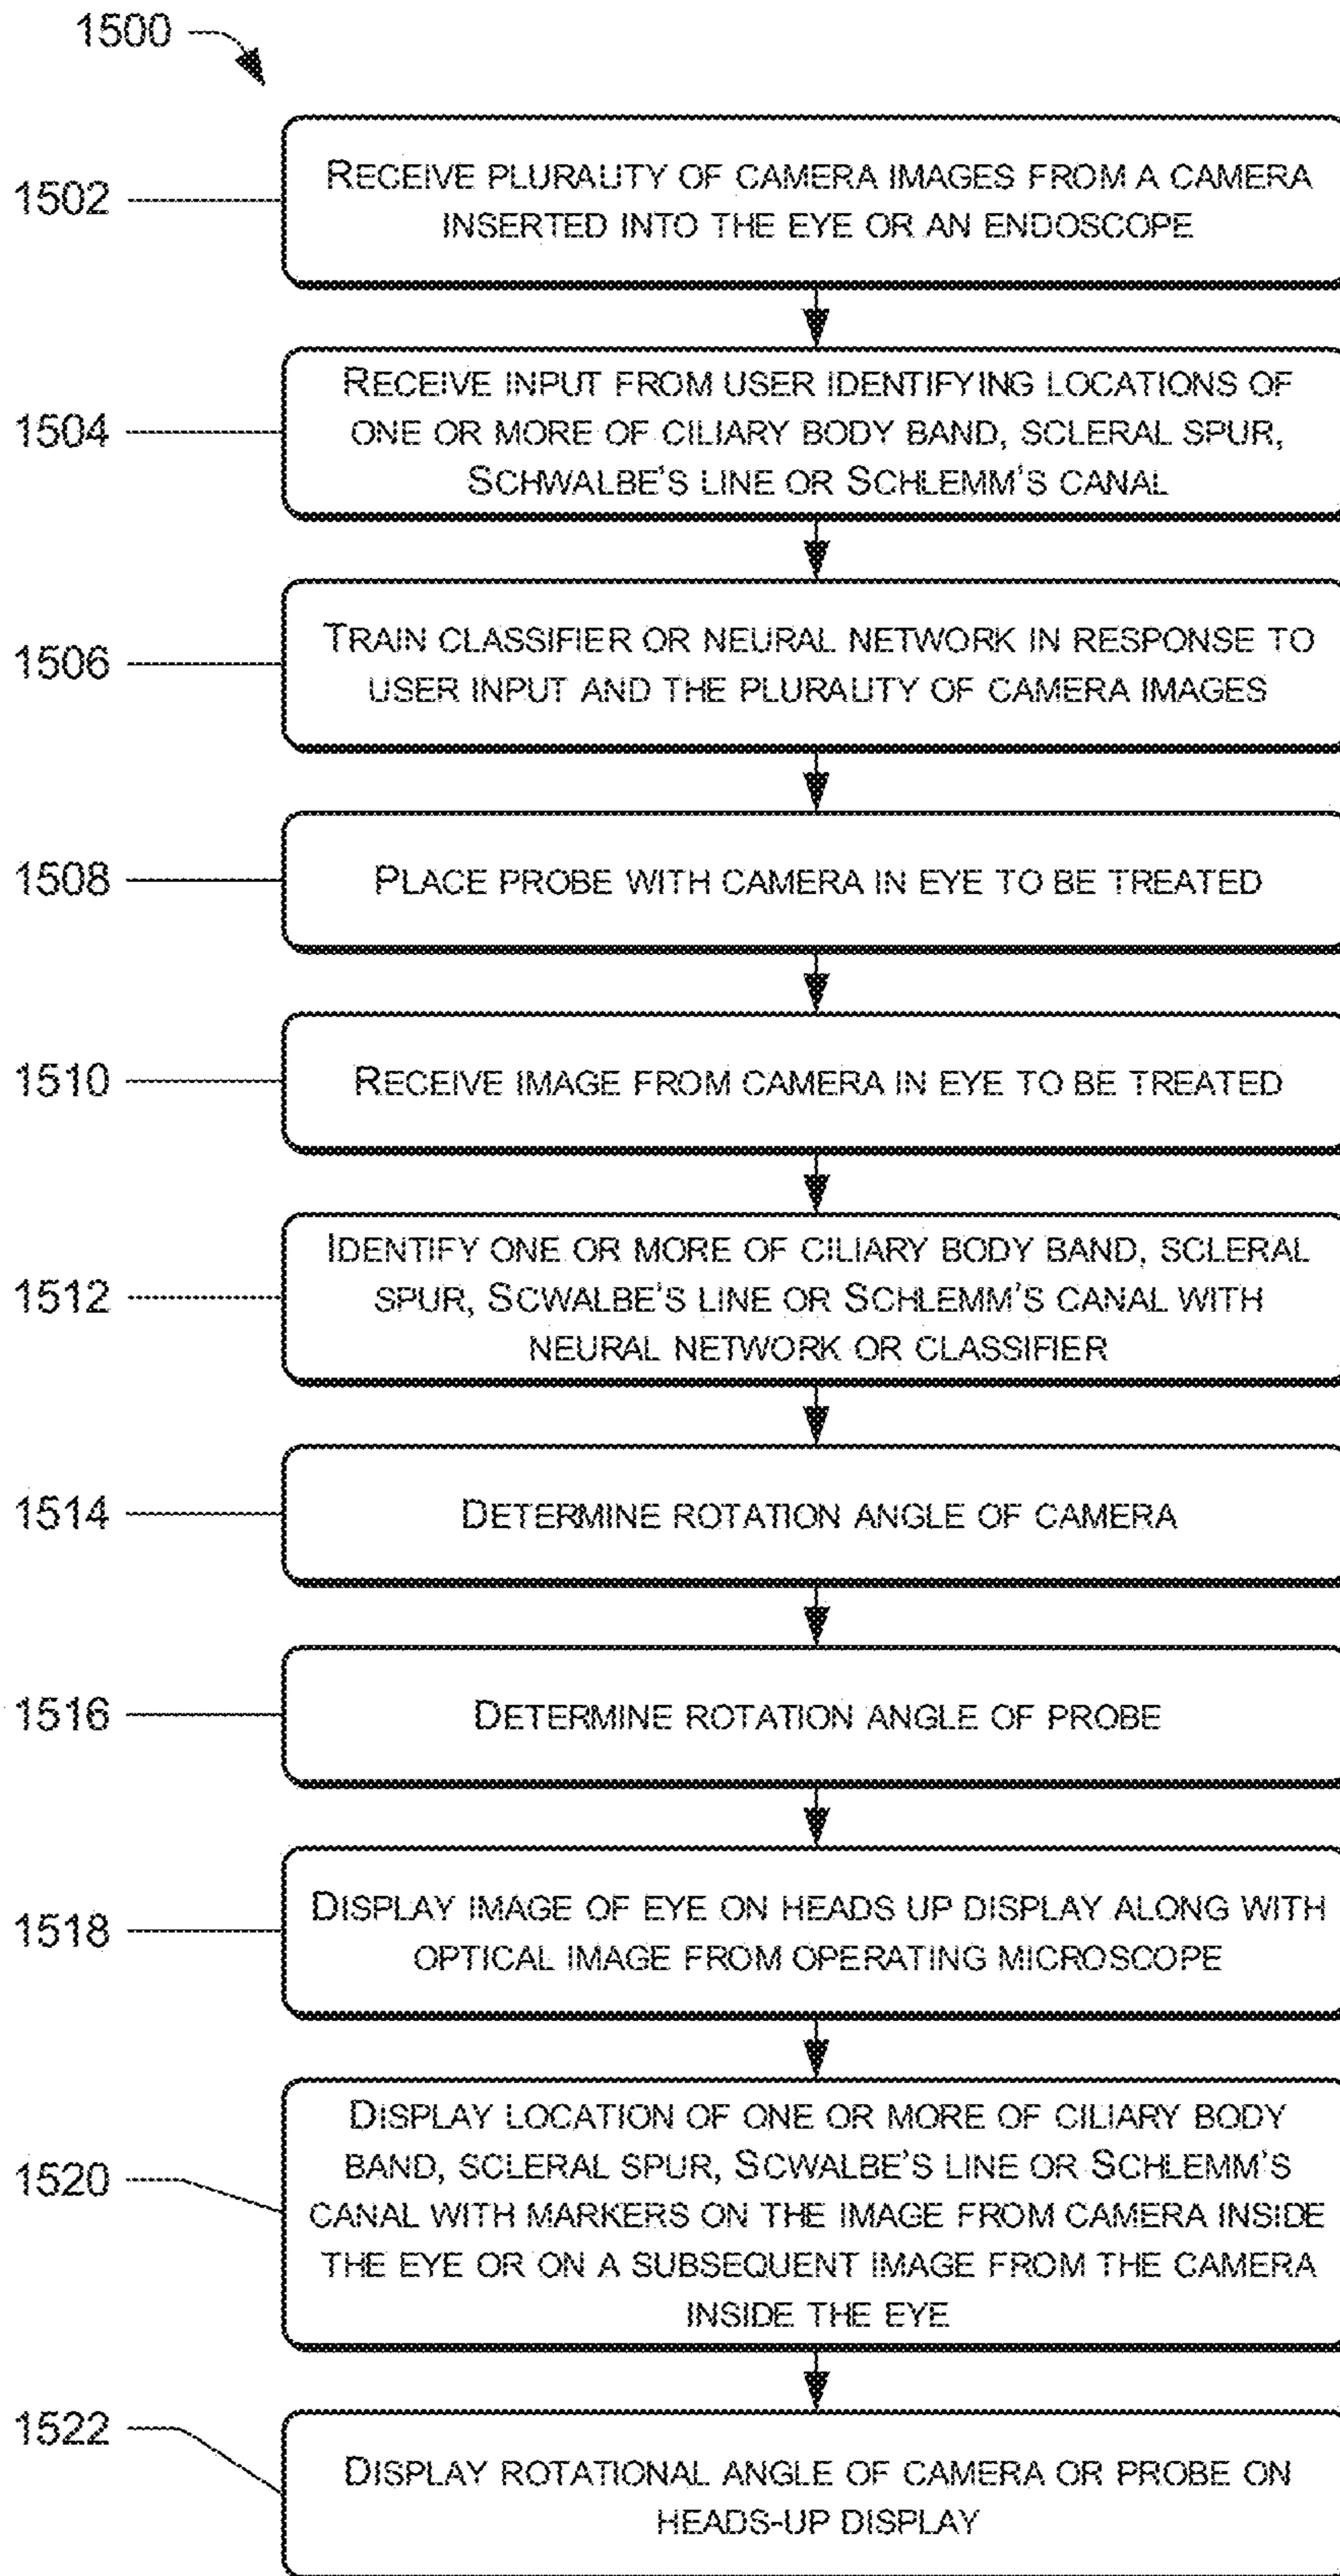 1500
1502
RECEIVE PLURALITY OF CAMERA IMAGES FROM A CAMERA
INSERTED INTO THE EYE OR AN ENDOSCOPE
1504
RECEIVE INPUT FROM USER IDENTIFYING LOCATIONS OF
ONE OR MORE OF CILIARY BODY BAND, SCLERAL SPUR,
SCHWALBE'S LINE OR SCHLEMM'S CANAL
1506
TRAIN CLASSIFIER OR NEURAL NETWORK IN RESPONSE TO
USER INPUT AND THE PLURALITY OF CAMERA IMAGES
1508
PLACE PROBE WITH CAMERA IN EYE TO BE TREATED
1510
RECEIVE IMAGE FROM CAMERA IN EYE TO BE TREATED
1512
IDENTIFY ONE OR MORE OF CILIARY BODY BAND, SCLERAL
SPUR, SCWALBE'S LINE OR SCHLEMM'S CANAL WITH
NEURAL NETWORK OR CLASSIFIER
1514
DETERMINE ROTATION ANGLE OF CAMERA
1516
DETERMINE ROTATION ANGLE OF PROBE
1518
DISPLAY IMAGE OF EYE ON HEADS UP DISPLAY ALONG WITH
OPTICAL IMAGE FROM OPERATING MICROSCOPE
1520
DISPLAY LOCATION OF ONE OR MORE OF CILIARY BODY
BAND, SCLERAL SPUR, SCWALBE'S LINE OR SCHLEMM'S
CANAL WITH MARKERS ON THE IMAGE FROM CAMERA INSIDE
THE EYE OR ON A SUBSEQUENT IMAGE FROM THE CAMERA
INSIDE THE EYE
1522
DISPLAY ROTATIONAL ANGLE OF CAMERA OR PROBE ON
HEADS-UP DISPLAY